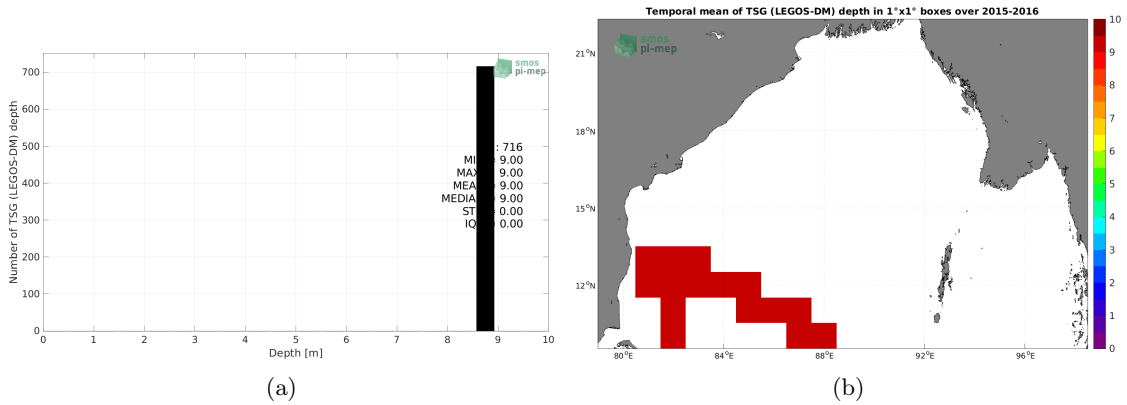 smos
pi-mep
Number of TSG (LEGOS-DM) depth
700
600
500
400
300
200
100
0
: 716
MI 9.00
MAX 9.00
MEA 9.00
MEDIA = 9.00
ST 0.00
IQ 0.00
0 1 2 3 4 5 6 7 8 9 10
Depth [m]
(a)
Temporal mean of TSG (LEGOS-DM) depth in 1°x1° boxes over 2015-2016
smos
pi-mep
21°N
18°N
15°N
12°N
80°E 84°E 88°E 92°E 96°E
10
9
8
7
6
5
4
3
2
1
0
(b)